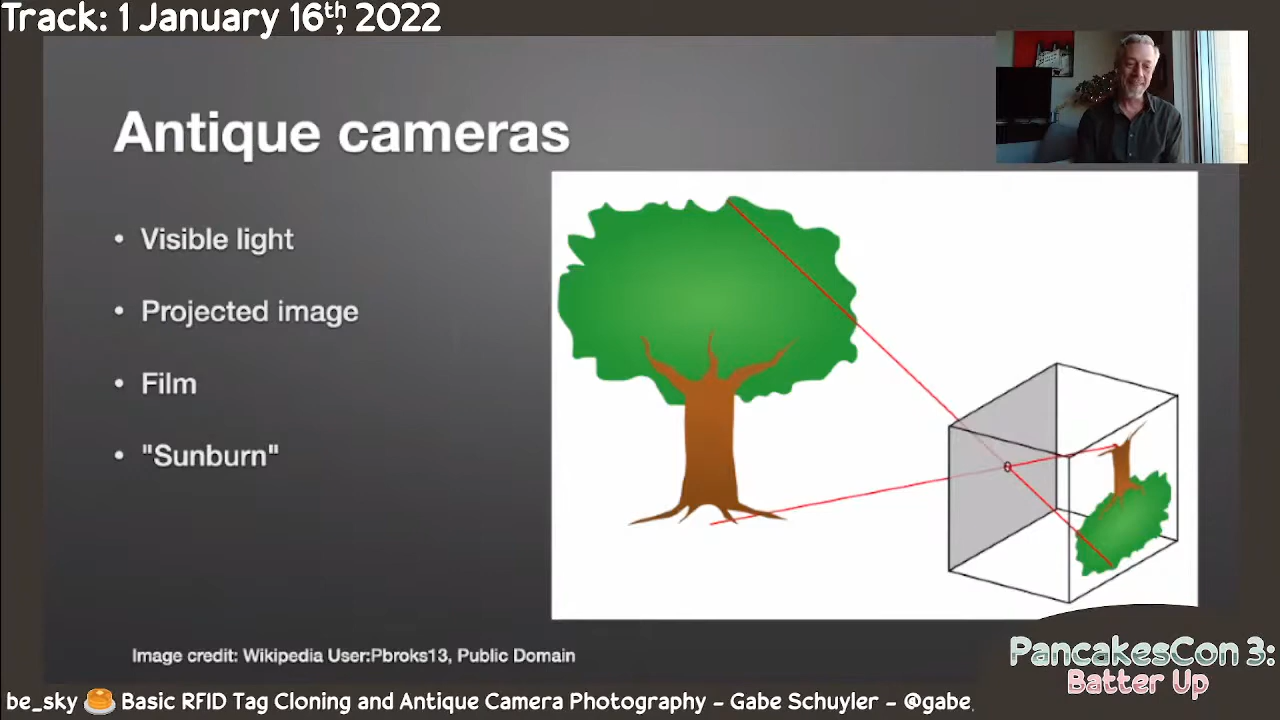 Track: 1 January 16th, 2022
Antique cameras
• Visible light
• Projected image
• Film
• "Sunburn"
Image credit: Wikipedia User:Pbroks13, Public Domain
PancakesCon 3:
Batter Up
be_sky 🥞 Basic RFID Tag Cloning and Antique Camera Photography - Gabe Schuyler - @gabe